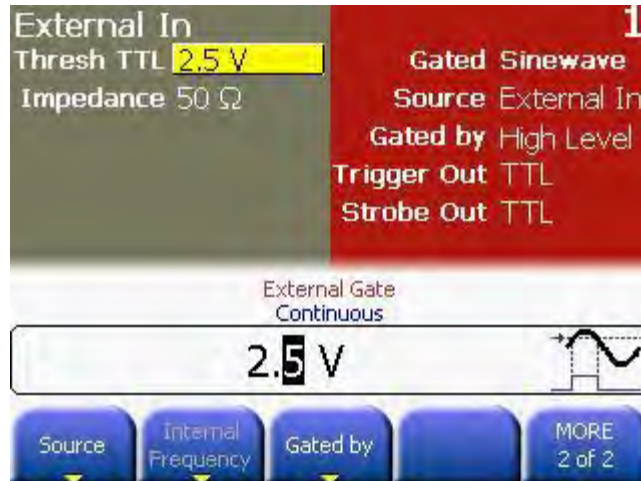 External In
Thresh TTL 2.5 V
Impedance 50 Ω
1
Gated Sinewave
Source External In
Gated by High Level
Trigger Out TTL
Strobe Out TTL
External Gate
Continuous
2.5 V
Source
Internal Frequency
Gated by
MORE
2 of 2